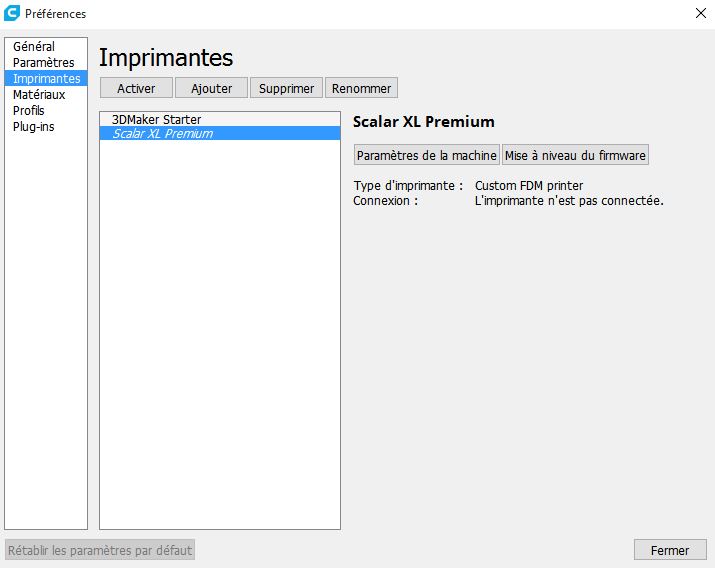 Préférences
Général
Paramètres
Imprimantes
Matériaux
Profils
Plug-ins
Imprimantes
Activer
Ajouter
Supprimer
Renommer
3DMaker Starter
Scalar XL Premium
Scalar XL Premium
Paramètres de la machine
Mise à niveau du firmware
Type d'imprimante : Custom FDM printer
Connexion : L'imprimante n'est pas connectée.
Rétablir les paramètres par défaut
Fermer